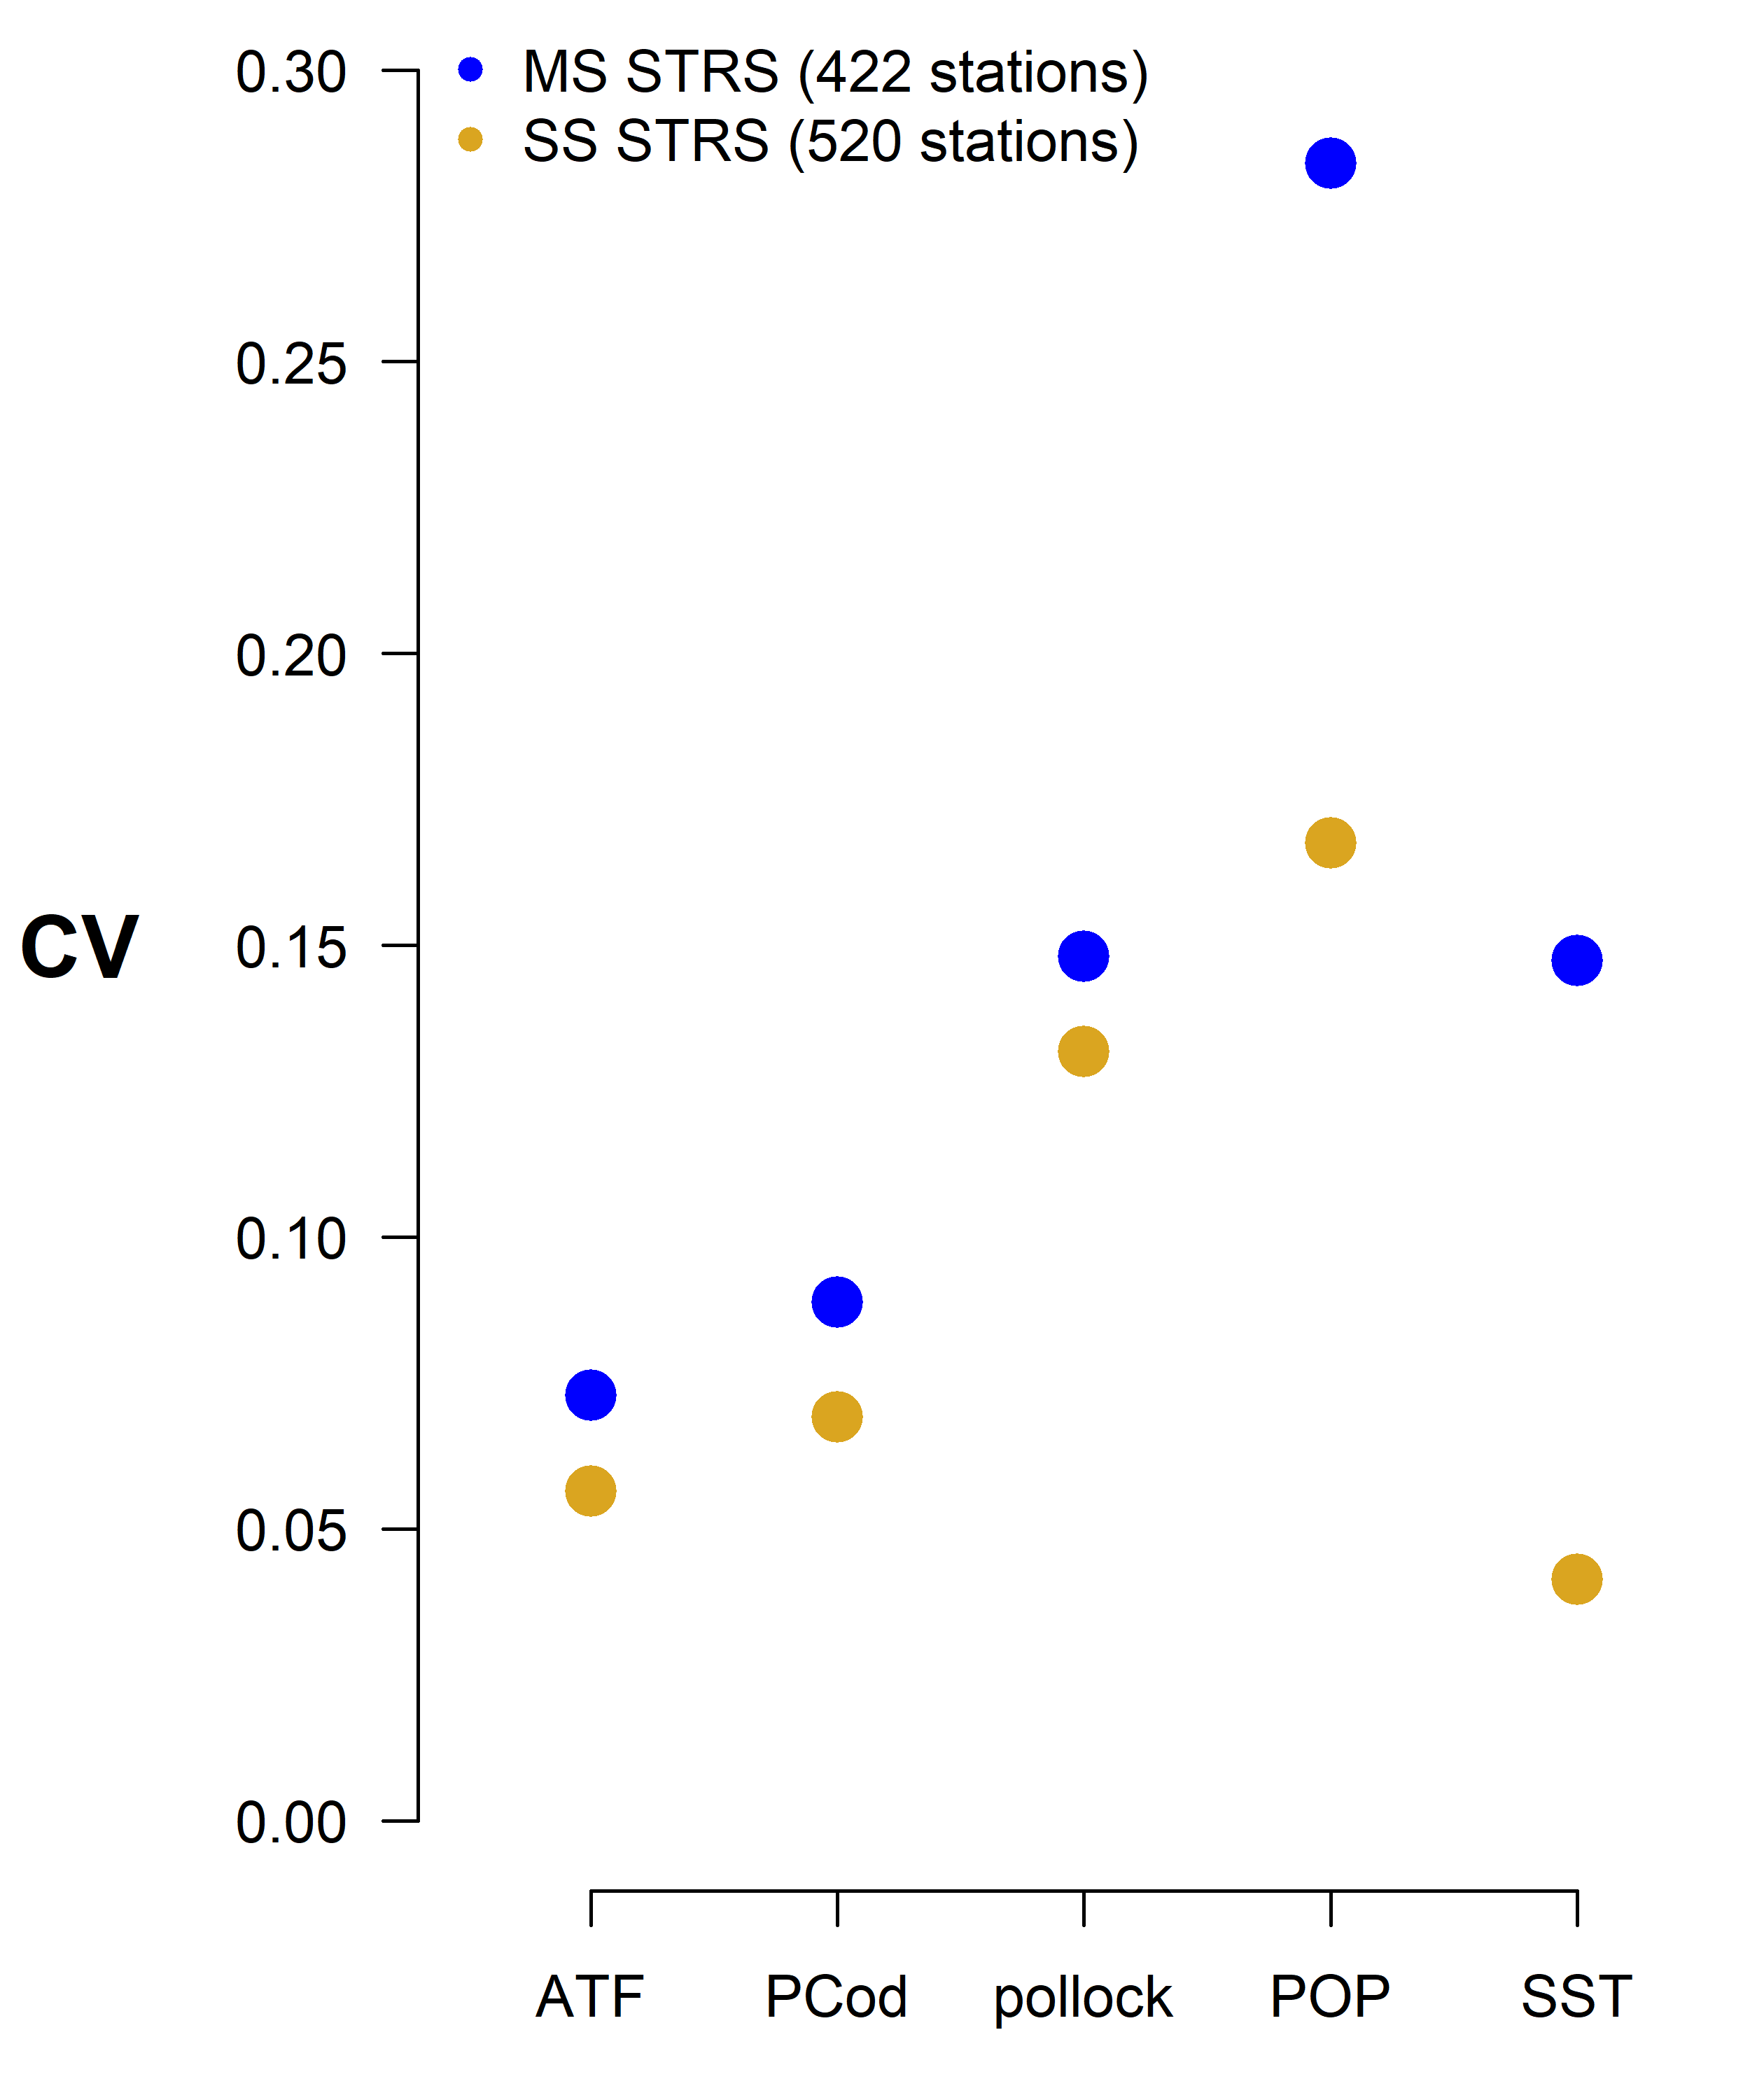 MS STRS (422 stations)
SS STRS (520 stations)
0.30
0.25
0.20
0.15
0.10
0.05
0.00
CV
ATF PCod pollock POP SST